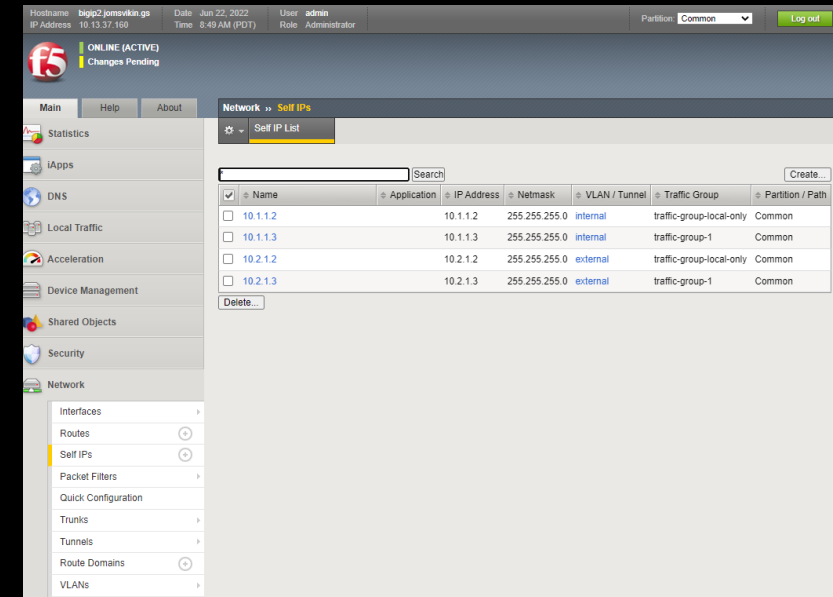 Hostname bigip2.jomsvikin.gs Date Jun 22, 2022 User admin
IP Address 10.13.37.160 Time 8:49 AM (PDT) Role Administrator
Partition: Common Log out
f5
ONLINE (ACTIVE)
Changes Pending
Main Help About
Network » Self IPs
Self IP List
Statistics
iApps
DNS
Local Traffic
Acceleration
Device Management
Shared Objects
Security
Network
Interfaces
Routes
Self IPs
Packet Filters
Quick Configuration
Trunks
Tunnels
Route Domains
VLANs
* Search Create...
Name Application IP Address Netmask VLAN / Tunnel Traffic Group Partition / Path
10.1.1.2 10.1.1.2 255.255.255.0 internal traffic-group-local-only Common
10.1.1.3 10.1.1.3 255.255.255.0 internal traffic-group-1 Common
10.2.1.2 10.2.1.2 255.255.255.0 external traffic-group-local-only Common
10.2.1.3 10.2.1.3 255.255.255.0 external traffic-group-1 Common
Delete...